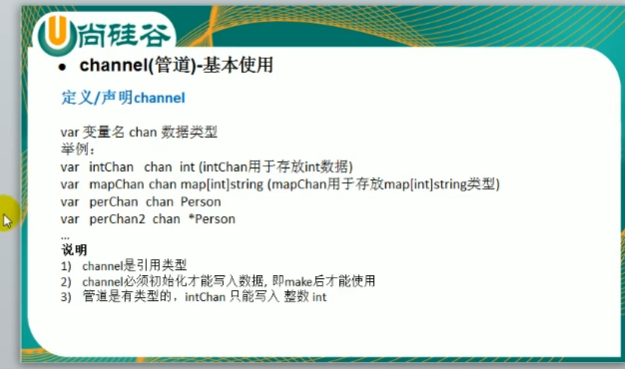 尚硅谷
● channel(管道)-基本使用
定义/声明channel
var 变量名 chan 数据类型
举例：
var intChan chan int (intChan用于存放int数据)
var mapChan chan map[int]string (mapChan用于存放map[int]string类型)
var perChan chan Person
var perChan2 chan *Person
...
说明
1) channel是引用类型
2) channel必须初始化才能写入数据, 即make后才能使用
3) 管道是有类型的，intChan 只能写入 整数 int